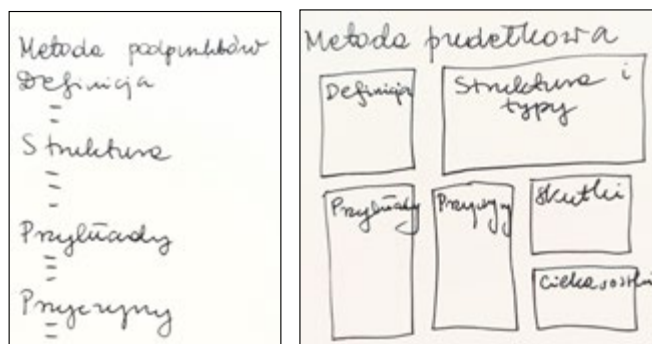 Metoda podpunktów
Definicja
Struktura
Przykłady
Przyczyny
Metoda pudełkowa
Definicja
Struktura i
typy
Przykłady
Przyczyny
Skutki
Ciekawostki